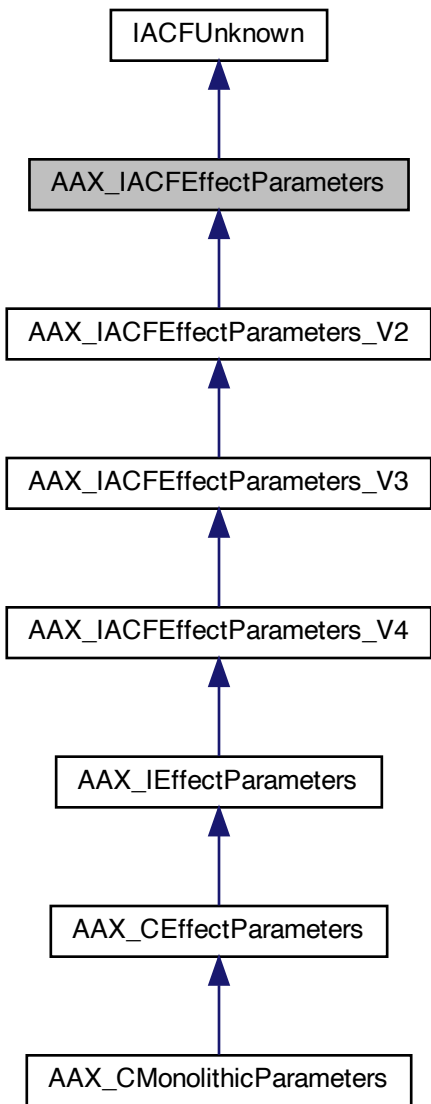 IACFUnknown
AAX_IACFEffectParameters
AAX_IACFEffectParameters_V2
AAX_IACFEffectParameters_V3
AAX_IACFEffectParameters_V4
AAX_IEffectParameters
AAX_CEffectParameters
AAX_CMonolithicParameters